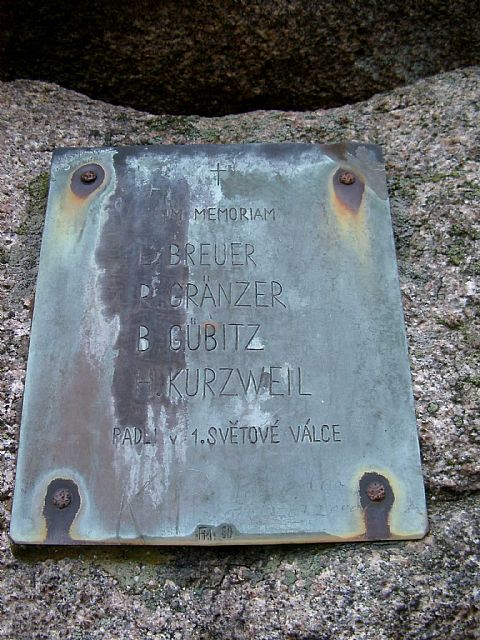 IN MEMORIAM
D. BREUER
R. GRÄNZER
B. GÜBITZ
H. KURZWEIL
PADLI V 1. SVĚTOVÉ VÁLCE